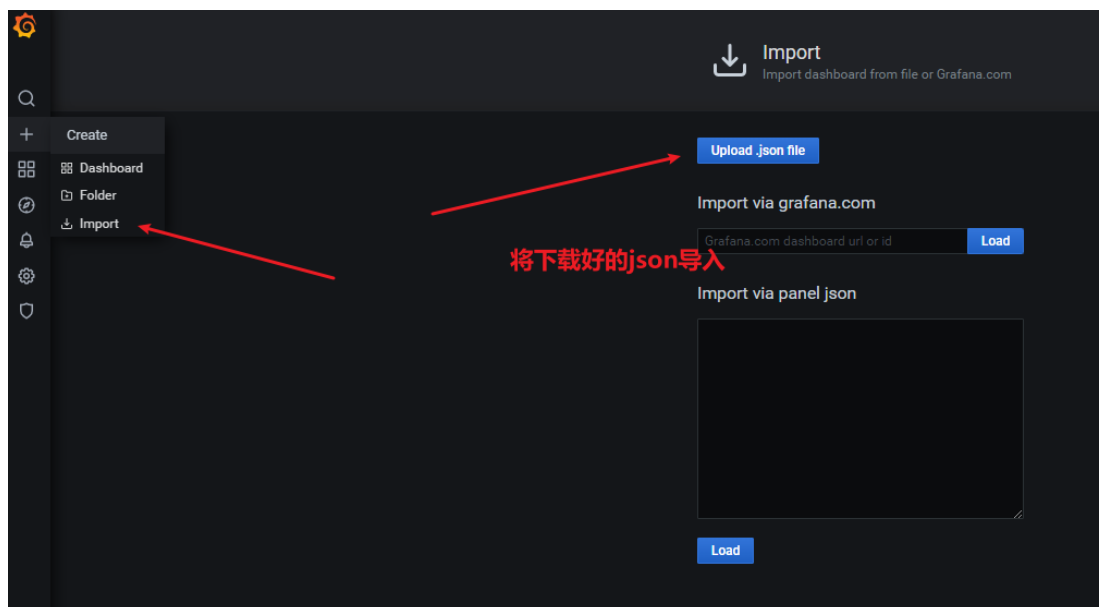 Import
Import dashboard from file or Grafana.com
Create
Dashboard
Folder
Import
Upload .json file
Import via grafana.com
Grafana.com dashboard url or id
Load
将下载好的json导入
Import via panel json
Load